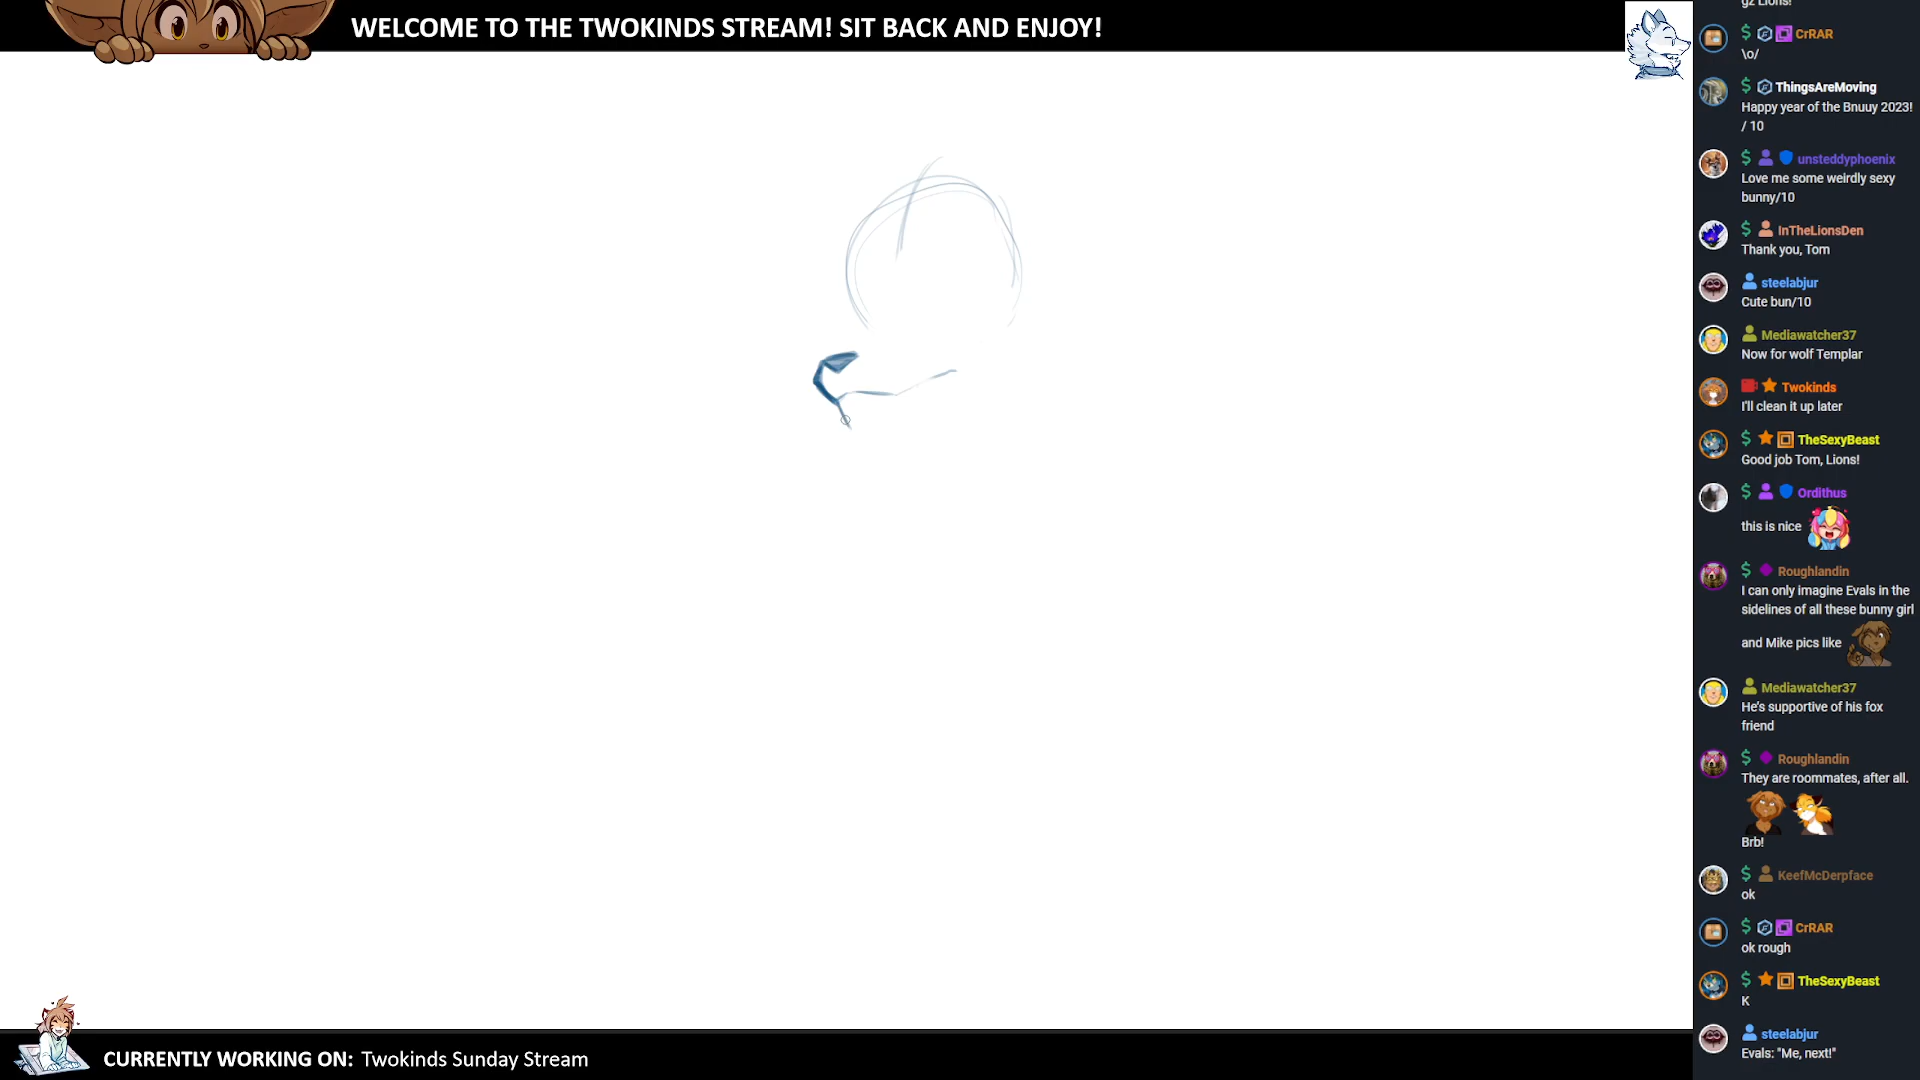 WELCOME TO THE TWOKINDS STREAM! SIT BACK AND ENJOY!
gz Lions!
CrRAR
\o/
ThingsAreMoving
Happy year of the Bnuuy 2023!
/ 10
unsteddyphoenix
Love me some weirdly sexy
bunny/10
InTheLionsDen
Thank you, Tom
steelabjur
Cute bun/10
Mediawatcher37
Now for wolf Templar
Twokinds
I'll clean it up later
TheSexyBeast
Good job Tom, Lions!
Ordithus
this is nice
Roughlandin
I can only imagine Evals in the
sidelines of all these bunny girl
and Mike pics like
Mediawatcher37
He's supportive of his fox
friend
Roughlandin
They are roommates, after all.
Brb!
KeefMcDerpface
ok
CrRAR
ok rough
TheSexyBeast
K
steelabjur
Evals: "Me, next!"
CURRENTLY WORKING ON: Twokinds Sunday Stream